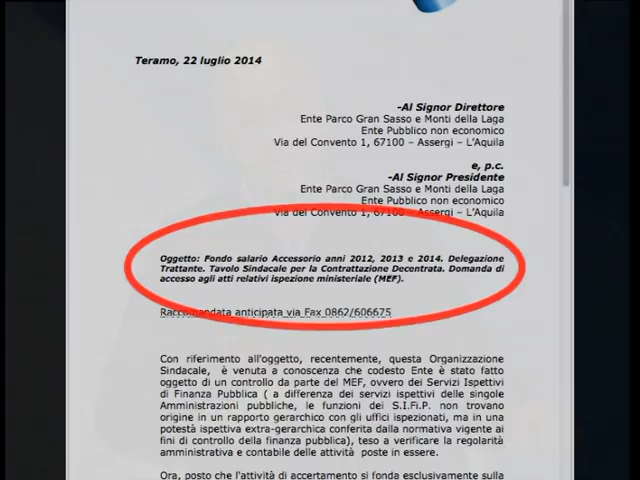 Teramo, 22 luglio 2014
-Al Signor Direttore
Ente Parco Gran Sasso e Monti della Laga
Ente Pubblico non economico
Via del Convento 1, 67100 – Assergi – L'Aquila
e, p.c.
-Al Signor Presidente
Ente Parco Gran Sasso e Monti della Laga
Ente Pubblico non economico
Via del Convento 1, 67100 – Assergi – L'Aquila
Oggetto: Fondo salario Accessorio anni 2012, 2013 e 2014. Delegazione
Trattante. Tavolo Sindacale per la Contrattazione Decentrata. Domanda di
accesso agli atti relativi ispezione ministeriale (MEF).
Raccomandata anticipata via Fax 0862/606675
Con riferimento all'oggetto, recentemente, questa Organizzazione
Sindacale, è venuta a conoscenza che codesto Ente è stato fatto
oggetto di un controllo da parte del MEF, ovvero dei Servizi Ispettivi
di Finanza Pubblica ( a differenza dei servizi ispettivi delle singole
Amministrazioni pubbliche, le funzioni dei S.I.Fi.P. non trovano
origine in un rapporto gerarchico con gli uffici ispezionati, ma in una
potestà ispettiva extra-gerarchica conferita dalla normativa vigente ai
fini di controllo della finanza pubblica), teso a verificare la regolarità
amministrativa e contabile delle attività poste in essere.
Ora, posto che l'attività di accertamento si fonda esclusivamente sulla